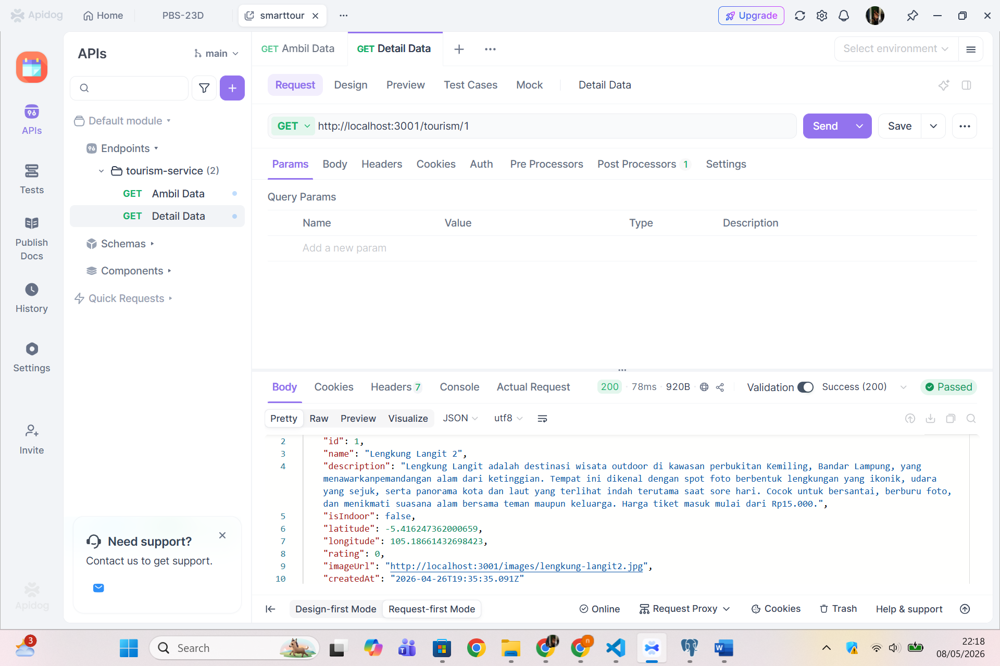 Apidog
Home
PBS-23D
smarttour
Upgrade
APIs
main
GET Ambil Data
GET Detail Data
Select environment
Request
Design
Preview
Test Cases
Mock
Detail Data
Default module
GET
http://localhost:3001/tourism/1
Send
Save
APIs
Endpoints
tourism-service (2)
Params
Body
Headers
Cookies
Auth
Pre Processors
Post Processors 1
Settings
Tests
GET Ambil Data
Query Params
GET Detail Data
Name
Value
Type
Description
Publish
Docs
Schemas
Add a new param
Components
History
Quick Requests
Settings
Body
Cookies
Headers 7
Console
Actual Request
200 · 78ms · 920B
Validation
Success (200)
Passed
Pretty
Raw
Preview
Visualize
JSON
utf8
Invite
2 "id": 1,
3 "name": "Lengkung Langit 2",
4 "description": "Lengkung Langit adalah destinasi wisata outdoor di kawasan perbukitan Kemiling, Bandar Lampung, yang
menawarkanpemandangan alam dari ketinggian. Tempat ini dikenal dengan spot foto berbentuk lengkungan yang ikonik, udara
yang sejuk, serta panorama kota dan laut yang terlihat indah terutama saat sore hari. Cocok untuk bersantai, berburu foto,
dan menikmati suasana alam bersama teman maupun keluarga. Harga tiket masuk mulai dari Rp15.000.",
5 "isIndoor": false,
6 "latitude": -5.416247362000659,
7 "longitude": 105.18661432698423,
8 "rating": 0,
9 "imageUrl": "http://localhost:3001/images/lengkung-langit2.jpg",
10 "createdAt": "2026-04-26T19:35:35.091Z"
Need support?
Contact us to get support.
Apidog
Design-first Mode
Request-first Mode
Online
Request Proxy
Cookies
Trash
Help & support
3
Search
T
n
W
22:18
08/05/2026